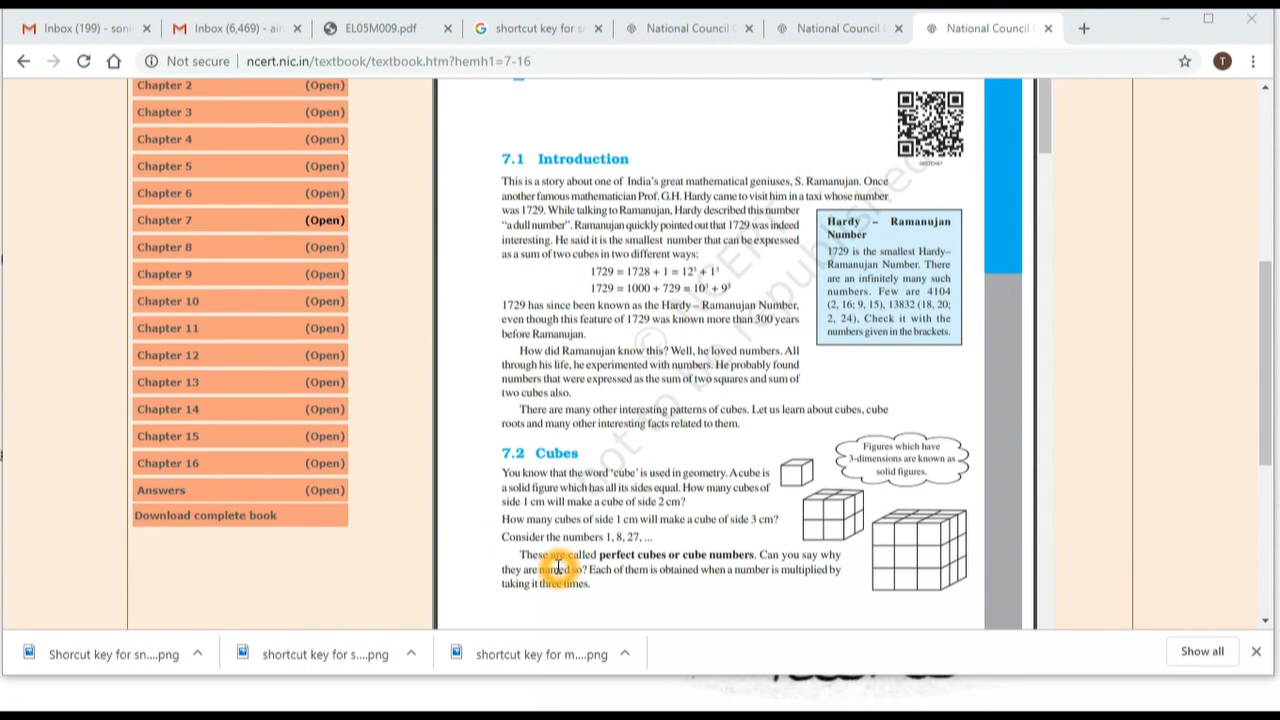 Inbox (199) - soni
Inbox (6,469) - ain
EL05M009.pdf
shortcut key for s
National Council
National Council
National Council
Not secure | ncert.nic.in/textbook/textbook.htm?hemh1=7-16
T
Chapter 2 (Open)
Chapter 3 (Open)
Chapter 4 (Open)
Chapter 5 (Open)
Chapter 6 (Open)
Chapter 7 (Open)
Chapter 8 (Open)
Chapter 9 (Open)
Chapter 10 (Open)
Chapter 11 (Open)
Chapter 12 (Open)
Chapter 13 (Open)
Chapter 14 (Open)
Chapter 15 (Open)
Chapter 16 (Open)
Answers (Open)
Download complete book
7.1 Introduction
This is a story about one of India's great mathematical geniuses, S. Ramanujan. Once
another famous mathematician Prof. G.H. Hardy came to visit him in a taxi whose number
was 1729. While talking to Ramanujan, Hardy described this number
"a dull number". Ramanujan quickly pointed out that 1729 was indeed
interesting. He said it is the smallest number that can be expressed
as a sum of two cubes in two different ways:
1729 = 1728 + 1 = 12³ + 1³
1729 = 1000 + 729 = 10³ + 9³
1729 has since been known as the Hardy – Ramanujan Number,
even though this feature of 1729 was known more than 300 years
before Ramanujan.
How did Ramanujan know this? Well, he loved numbers. All
through his life, he experimented with numbers. He probably found
numbers that were expressed as the sum of two squares and sum of
two cubes also.
There are many other interesting patterns of cubes. Let us learn about cubes, cube
roots and many other interesting facts related to them.
Hardy – Ramanujan
Number
1729 is the smallest Hardy–
Ramanujan Number. There
are an infinitely many such
numbers. Few are 4104
(2, 16; 9, 15), 13832 (18, 20;
2, 24), Check it with the
numbers given in the brackets.
7.2 Cubes
You know that the word 'cube' is used in geometry. A cube is
a solid figure which has all its sides equal. How many cubes of
side 1 cm will make a cube of side 2 cm?
How many cubes of side 1 cm will make a cube of side 3 cm?
Consider the numbers 1, 8, 27, ...
These are called perfect cubes or cube numbers. Can you say why
they are named so? Each of them is obtained when a number is multiplied by
taking it three times.
Figures which have
3-dimensions are known as
solid figures.
© NCERT
not to be republished
Shorcut key for sn....png
shortcut key for s....png
shortcut key for m....png
Show all